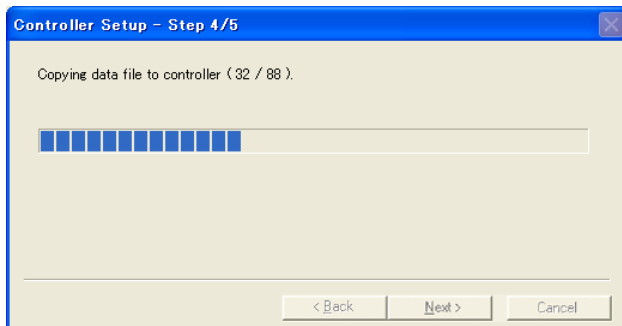 Controller Setup - Step 4/5
Copying data file to controller ( 32 / 88 ).
< Back Next > Cancel